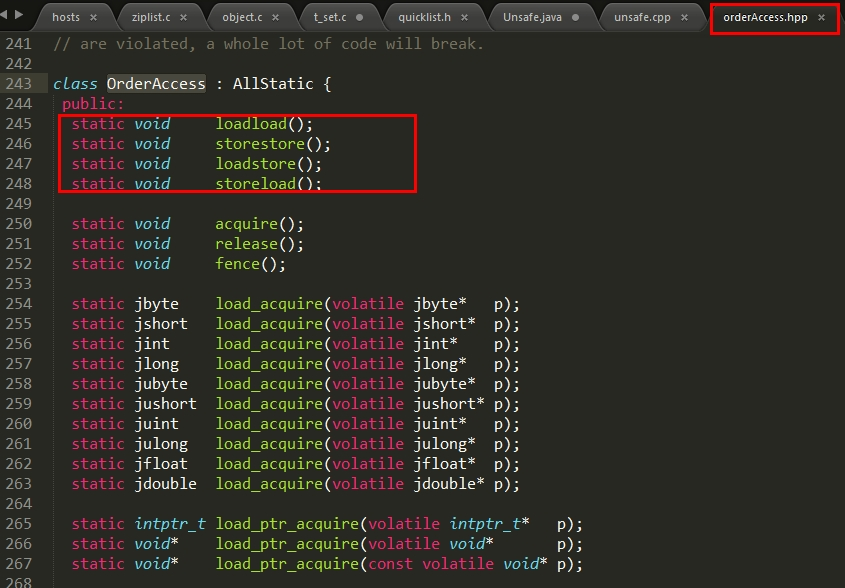 hosts × ziplist.c × object.c × t_set.c ● quicklist.h × Unsafe.java ● unsafe.cpp × orderAccess.hpp ×
241 // are violated, a whole lot of code will break.
242
243 class OrderAccess : AllStatic {
244 public:
245 static void loadload();
246 static void storestore();
247 static void loadstore();
248 static void storeload();
249
250 static void acquire();
251 static void release();
252 static void fence();
253
254 static jbyte load_acquire(volatile jbyte* p);
255 static jshort load_acquire(volatile jshort* p);
256 static jint load_acquire(volatile jint* p);
257 static jlong load_acquire(volatile jlong* p);
258 static jubyte load_acquire(volatile jubyte* p);
259 static jushort load_acquire(volatile jushort* p);
260 static juint load_acquire(volatile juint* p);
261 static julong load_acquire(volatile julong* p);
262 static jfloat load_acquire(volatile jfloat* p);
263 static jdouble load_acquire(volatile jdouble* p);
264
265 static intptr_t load_ptr_acquire(volatile intptr_t* p);
266 static void* load_ptr_acquire(volatile void* p);
267 static void* load_ptr_acquire(const volatile void* p);
268